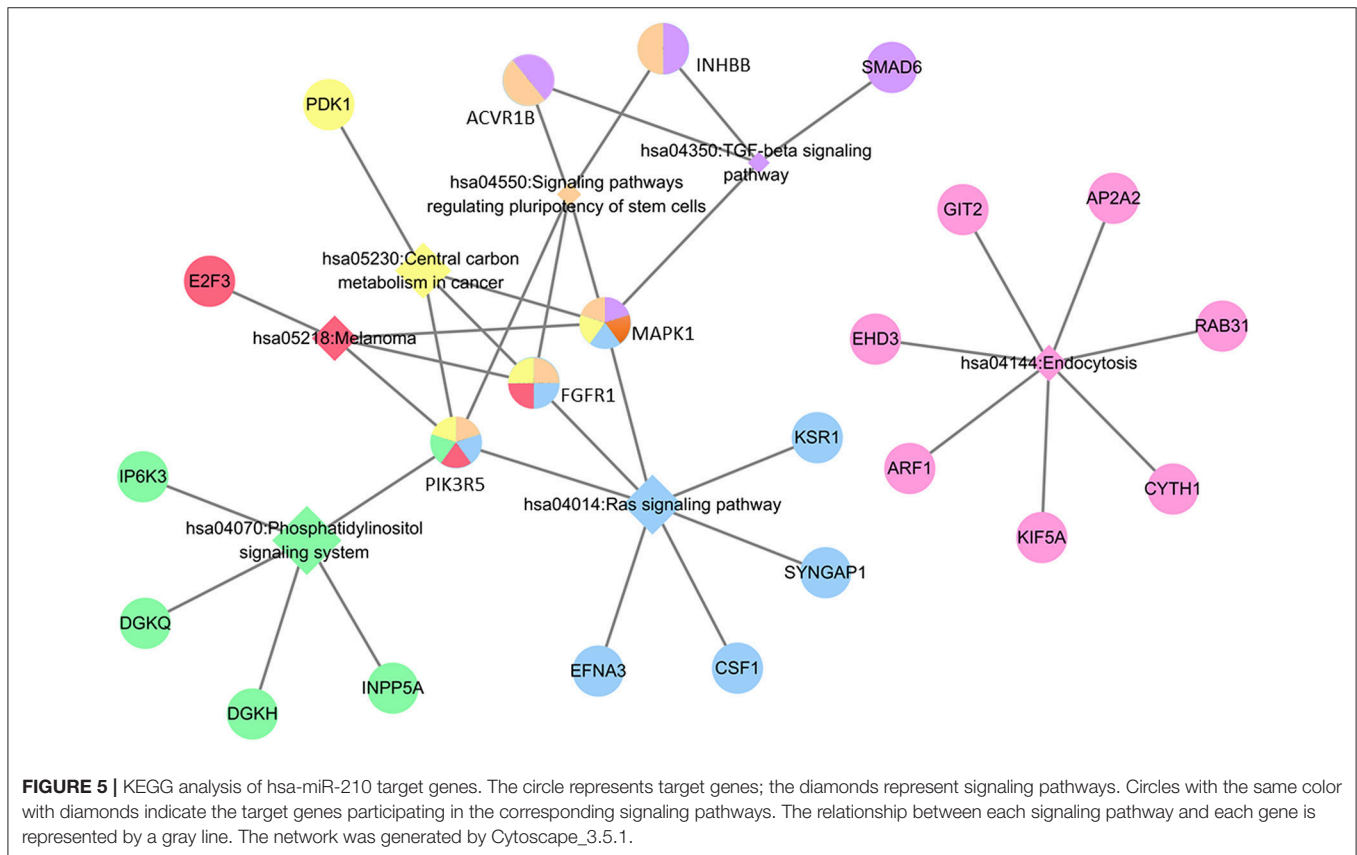 INHBB
SMAD6
PDK1
ACVR1B
hsa04350:TGF-beta signaling
pathway
hsa04550:Signaling pathways
regulating pluripotency of stem cells
GIT2
AP2A2
hsa05230:Central carbon
metabolism in cancer
E2F3
hsa05218:Melanoma
MAPK1
EHD3
RAB31
hsa04144:Endocytosis
FGFR1
PIK3R5
KSR1
ARF1
CYTH1
IP6K3
hsa04014:Ras signaling pathway
KIF5A
hsa04070:Phosphatidylinositol
signaling system
SYNGAP1
DGKQ
EFNA3
CSF1
INPP5A
DGKH
FIGURE 5 | KEGG analysis of hsa-miR-210 target genes. The circle represents target genes; the diamonds represent signaling pathways. Circles with the same color
with diamonds indicate the target genes participating in the corresponding signaling pathways. The relationship between each signaling pathway and each gene is
represented by a gray line. The network was generated by Cytoscape_3.5.1.